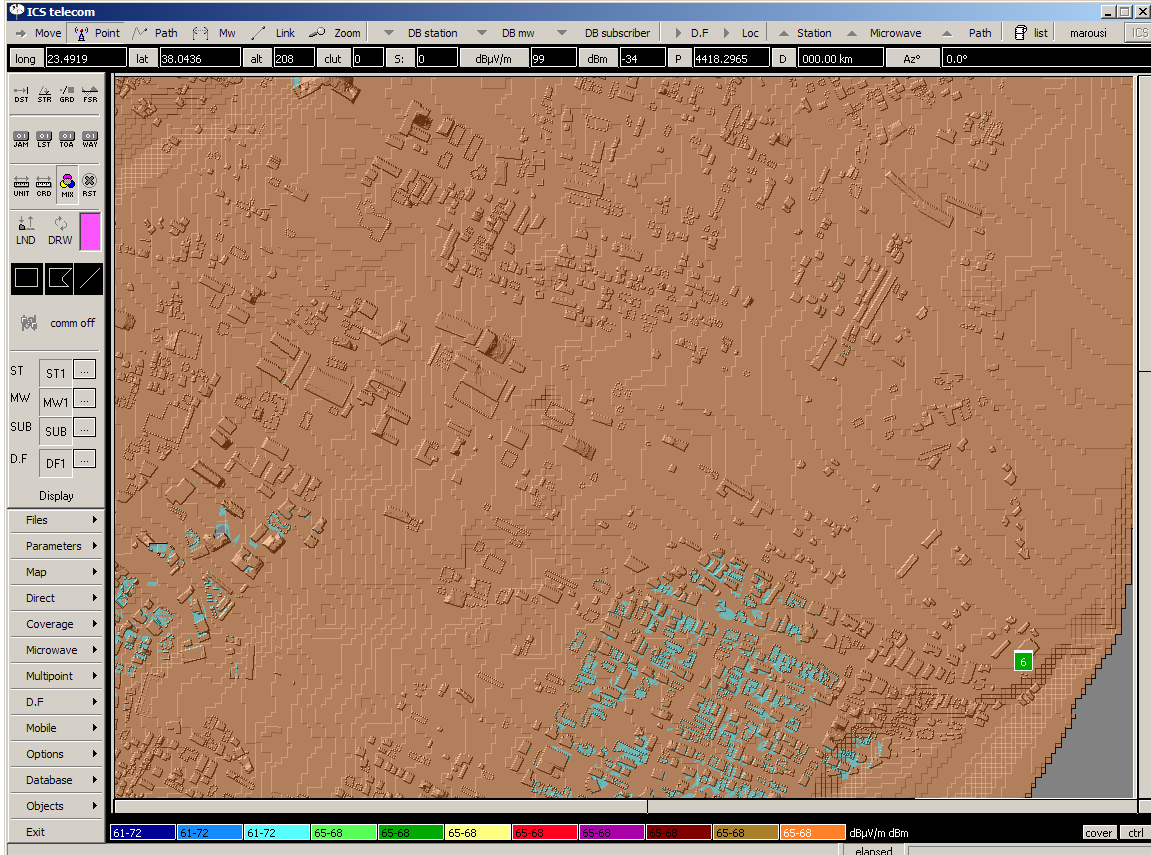 ICS telecom
Move Point Path Mw Link Zoom DB station DB mw DB subscriber D.F Loc Station Microwave Path list marousi ICS
long 23.4919 lat 38.0436 alt 208 clut 0 S: 0 dBµV/m 99 dBm -34 P 4418.2965 D 000.00 km Az° 0.0°
DST STR GRD FSR
JAM LST TOA WAY
UNIT CRD MIX RST
LND DRW
comm off
ST ST1 ...
MW MW1 ...
SUB SUB ...
D.F DF1 ...
Display
Files
Parameters
Map
Direct
Coverage
Microwave
Multipoint
D.F
Mobile
Options
Database
Objects
Exit
6
61-72 61-72 61-72 65-68 65-68 65-68 65-68 65-68 65-68 65-68 65-68 dBµV/m dBm cover ctrl
elapsed